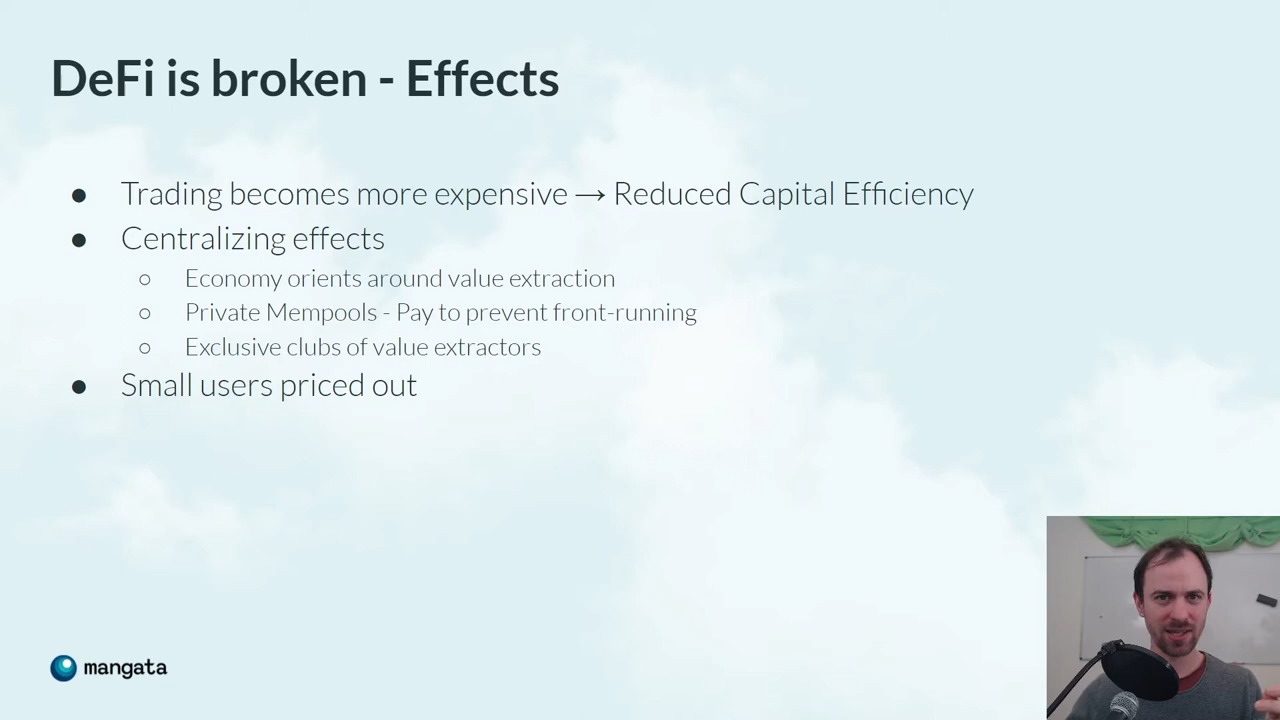 DeFi is broken - Effects
● Trading becomes more expensive → Reduced Capital Efficiency
● Centralizing effects
○ Economy orients around value extraction
○ Private Mempools - Pay to prevent front-running
○ Exclusive clubs of value extractors
● Small users priced out
mangata